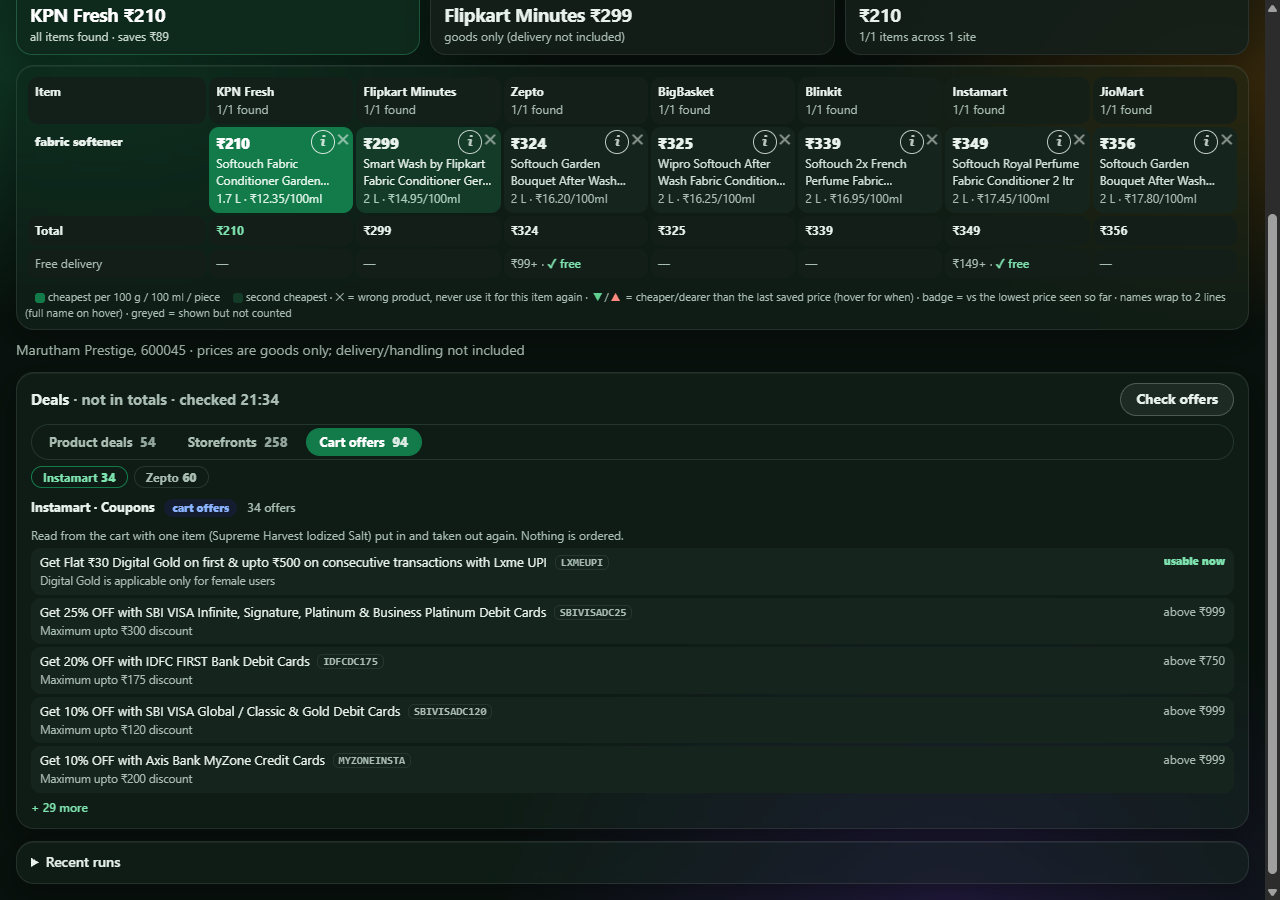 KPN Fresh ₹210
all items found · saves ₹89
Flipkart Minutes ₹299
goods only (delivery not included)
₹210
1/1 items across 1 site
Item
KPN Fresh
1/1 found
Flipkart Minutes
1/1 found
Zepto
1/1 found
BigBasket
1/1 found
Blinkit
1/1 found
Instamart
1/1 found
JioMart
1/1 found
fabric softener
₹210 i ✕
Softouch Fabric
Conditioner Garden...
1.7 L · ₹12.35/100ml
₹299 i ✕
Smart Wash by Flipkart
Fabric Conditioner Ger...
2 L · ₹14.95/100ml
₹324 i ✕
Softouch Garden
Bouquet After Wash...
2 L · ₹16.20/100ml
₹325 i ✕
Wipro Softouch After
Wash Fabric Condition...
2 L · ₹16.25/100ml
₹339 i ✕
Softouch 2x French
Perfume Fabric...
2 L · ₹16.95/100ml
₹349 i ✕
Softouch Royal Perfume
Fabric Conditioner 2 ltr
2 L · ₹17.45/100ml
₹356 i ✕
Softouch Garden
Bouquet After Wash...
2 L · ₹17.80/100ml
Total ₹210 ₹299 ₹324 ₹325 ₹339 ₹349 ₹356
Free delivery — — ₹99+ · ✓ free — — ₹149+ · ✓ free —
cheapest per 100 g / 100 ml / piece second cheapest · ✕ = wrong product, never use it for this item again · ▼/▲ = cheaper/dearer than the last saved price (hover for when) · badge = vs the lowest price seen so far · names wrap to 2 lines
(full name on hover) · greyed = shown but not counted
Marutham Prestige, 600045 · prices are goods only; delivery/handling not included
Deals · not in totals · checked 21:34
Check offers
Product deals 54 Storefronts 258 Cart offers 94
Instamart 34 Zepto 60
Instamart · Coupons cart offers 34 offers
Read from the cart with one item (Supreme Harvest Iodized Salt) put in and taken out again. Nothing is ordered.
Get Flat ₹30 Digital Gold on first & upto ₹500 on consecutive transactions with Lxme UPI LXMEUPI usable now
Digital Gold is applicable only for female users
Get 25% OFF with SBI VISA Infinite, Signature, Platinum & Business Platinum Debit Cards SBIVISADC25 above ₹999
Maximum upto ₹300 discount
Get 20% OFF with IDFC FIRST Bank Debit Cards IDFCDC175 above ₹750
Maximum upto ₹175 discount
Get 10% OFF with SBI VISA Global / Classic & Gold Debit Cards SBIVISADC120 above ₹999
Maximum upto ₹120 discount
Get 10% OFF with Axis Bank MyZone Credit Cards MYZONEINSTA above ₹999
Maximum upto ₹200 discount
+ 29 more
▶ Recent runs